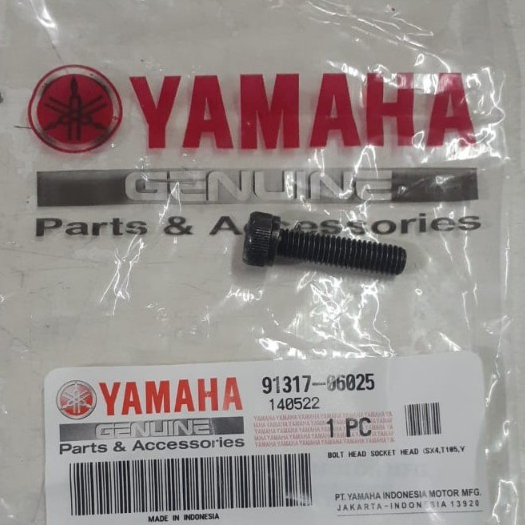 YAMAHA
GENUINE
Parts & Accessories
YAMAHA
GENUINE
Parts & Accessories
91317-06025
140522
1 PC
BOLT HEAD SOCKET HEAD (SX4,T105,Y
MADE IN INDONESIA
PT. YAMAHA INDONESIA MOTOR MFG.
JAKARTA-INDONESIA 13920